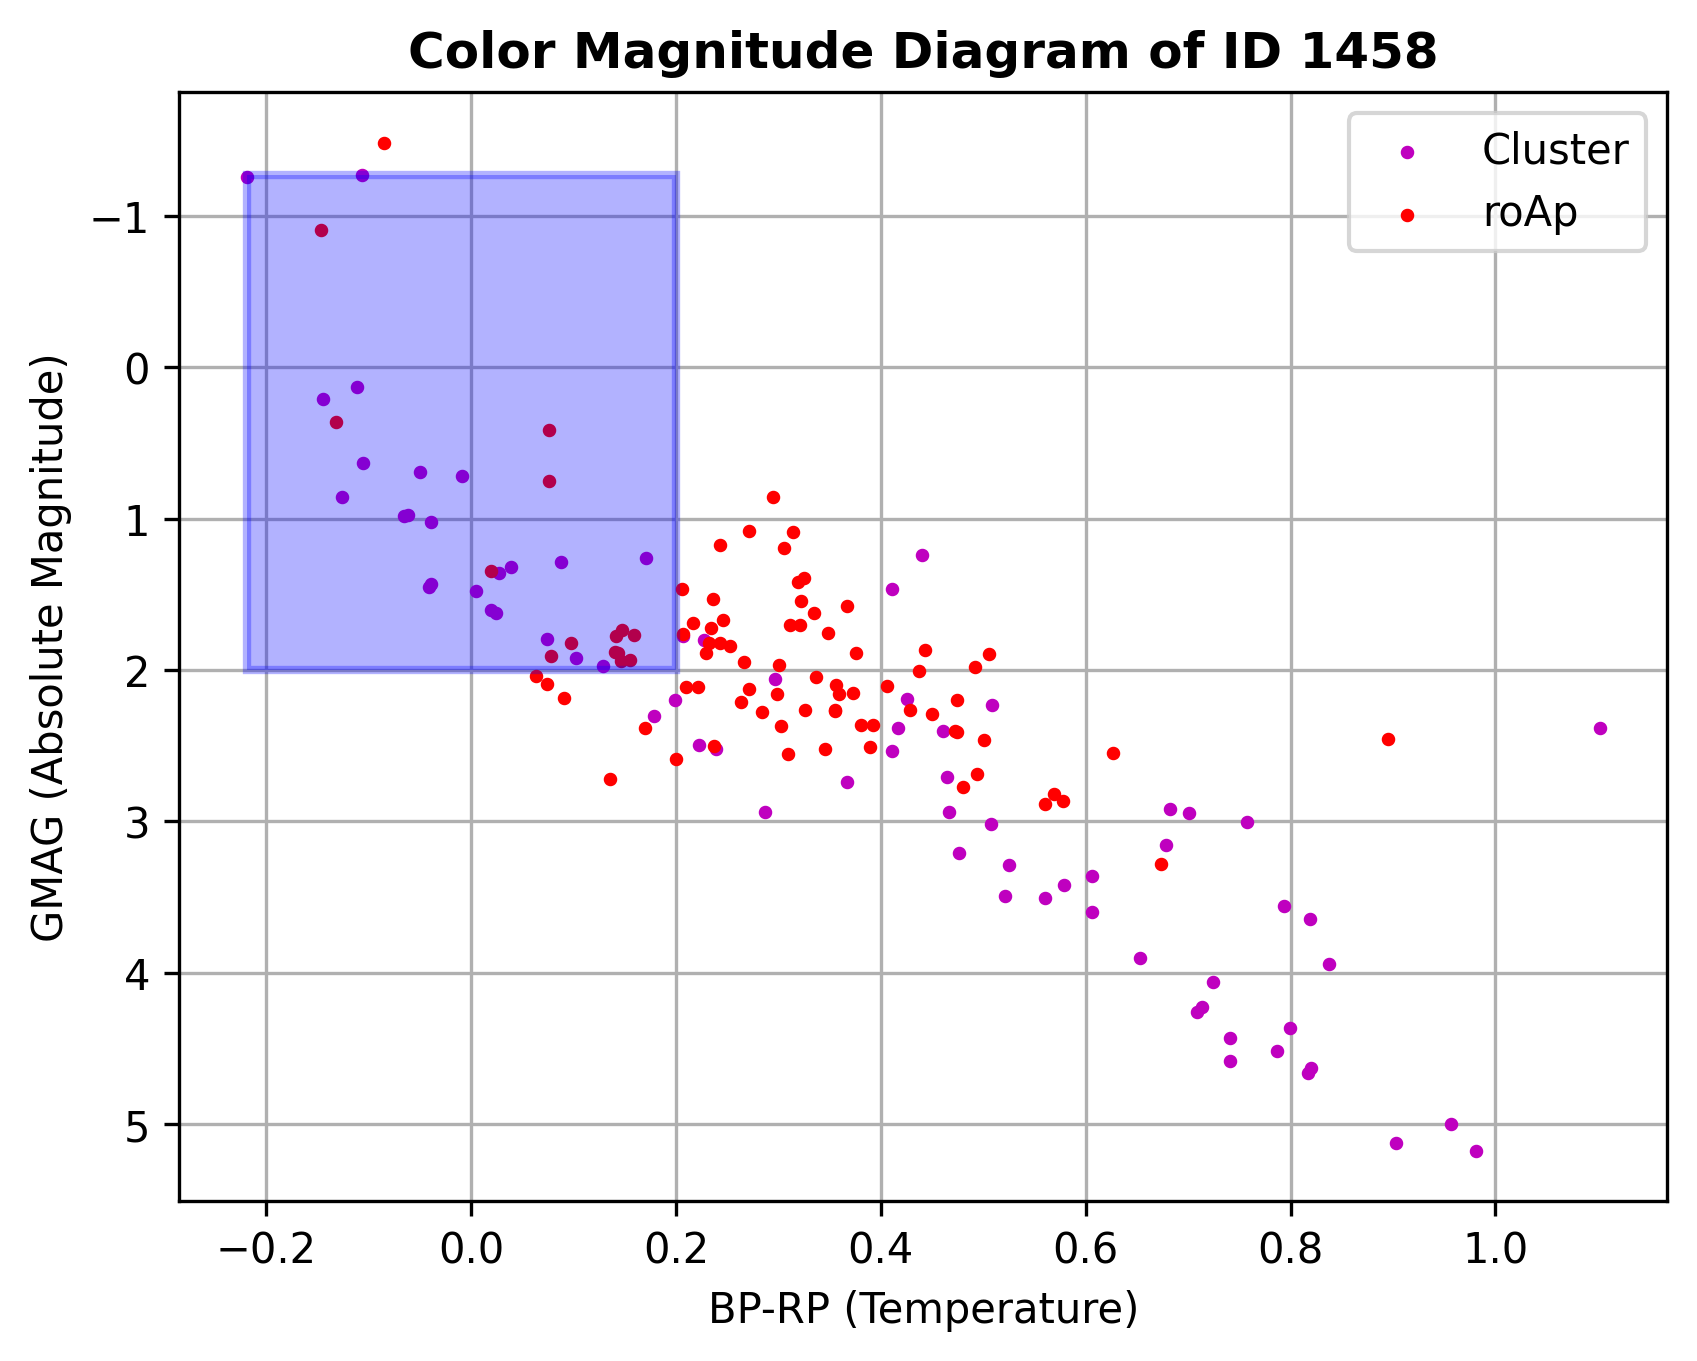 Color Magnitude Diagram of ID 1458
Cluster
roAp
GMAG (Absolute Magnitude)
−1
0
1
2
3
4
5
−0.2 0.0 0.2 0.4 0.6 0.8 1.0
BP-RP (Temperature)